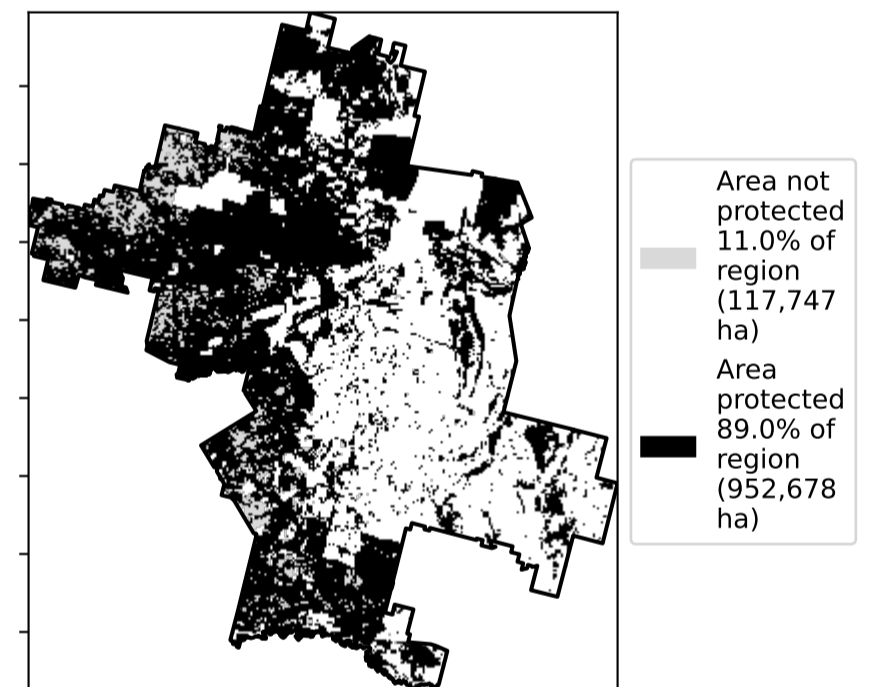 Area not
protected
11.0% of
region
(117,747
ha)
Area
protected
89.0% of
region
(952,678
ha)